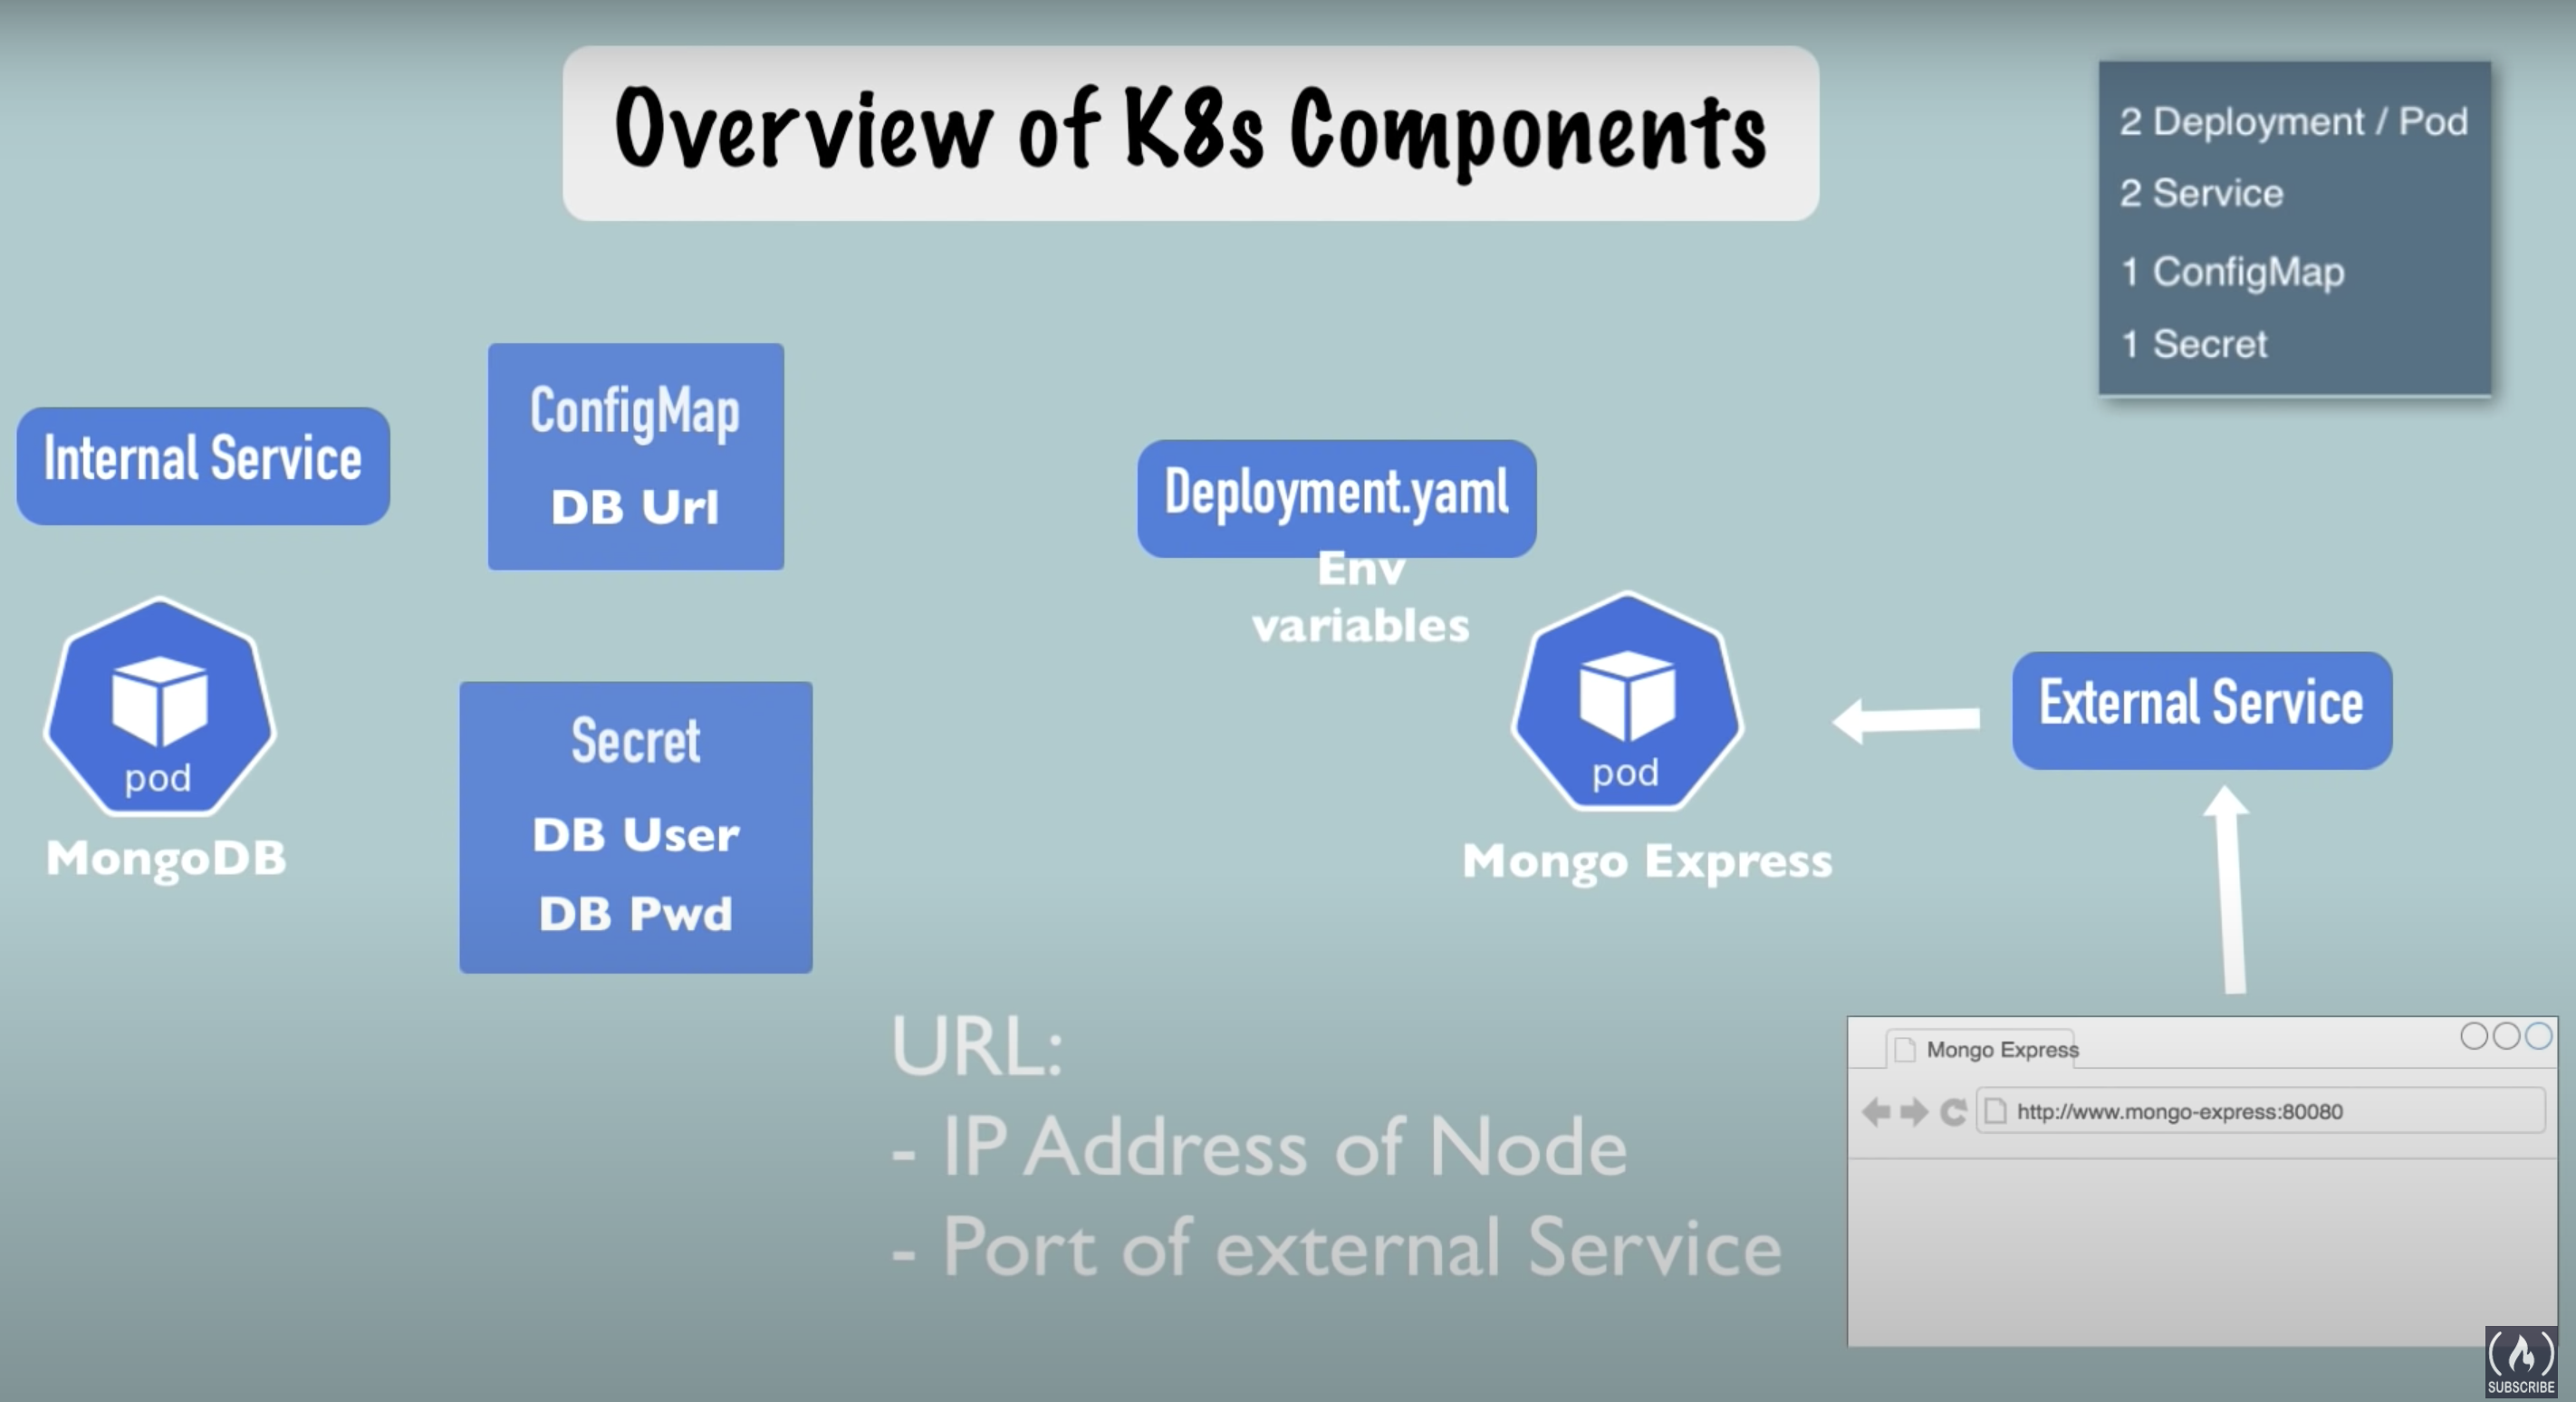 Overview of K8s Components
2 Deployment / Pod
2 Service
1 ConfigMap
1 Secret
Internal Service
ConfigMap
DB Url
Deployment.yaml
Env
variables
pod
MongoDB
Secret
DB User
DB Pwd
pod
Mongo Express
External Service
URL:
- IP Address of Node
- Port of external Service
Mongo Express
http://www.mongo-express:80080
SUBSCRIBE